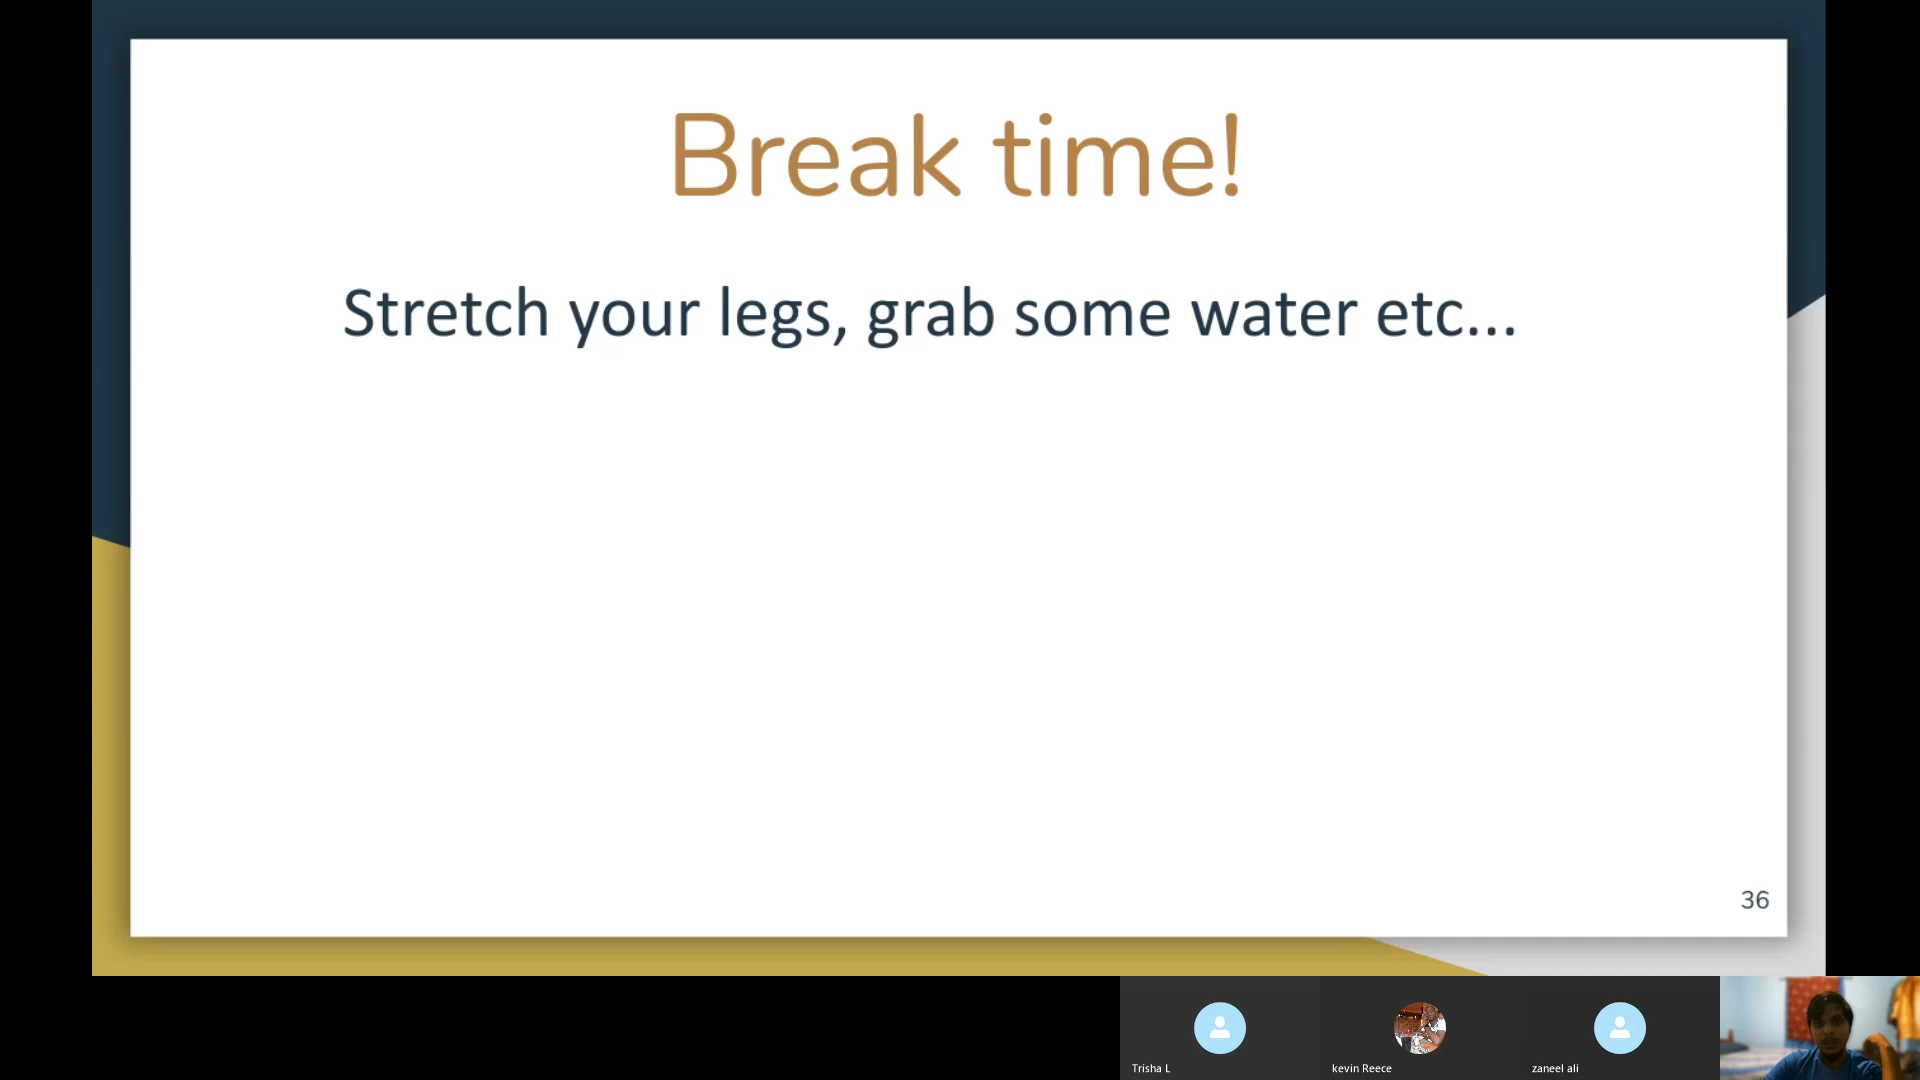 Break time!
Stretch your legs, grab some water etc...
36
Trisha L
kevin Reece
zaneel ali